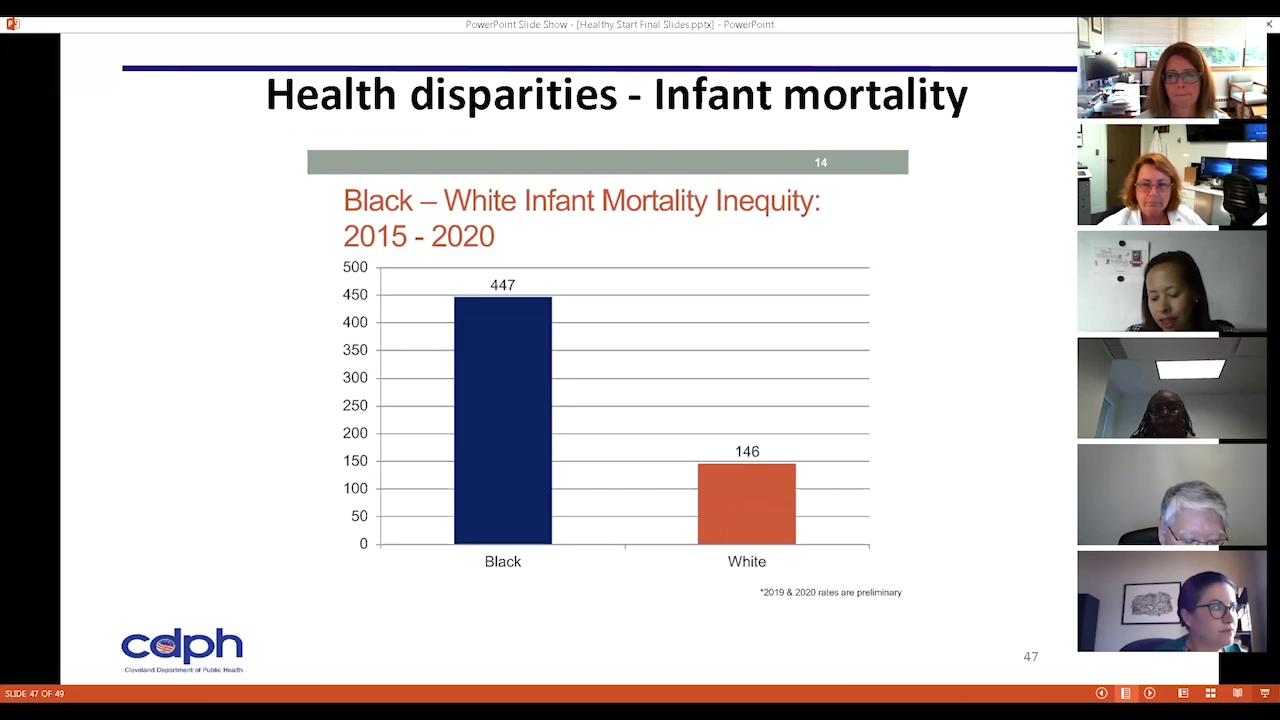 PowerPoint Slide Show - [Healthy Start Final Slides.pptx] - PowerPoint
Health disparities - Infant mortality
14
Black – White Infant Mortality Inequity:
2015 - 2020
500
450
400
350
300
250
200
150
100
50
0
447
146
Black
White
*2019 & 2020 rates are preliminary
cdph
Cleveland Department of Public Health
47
SLIDE 47 OF 49